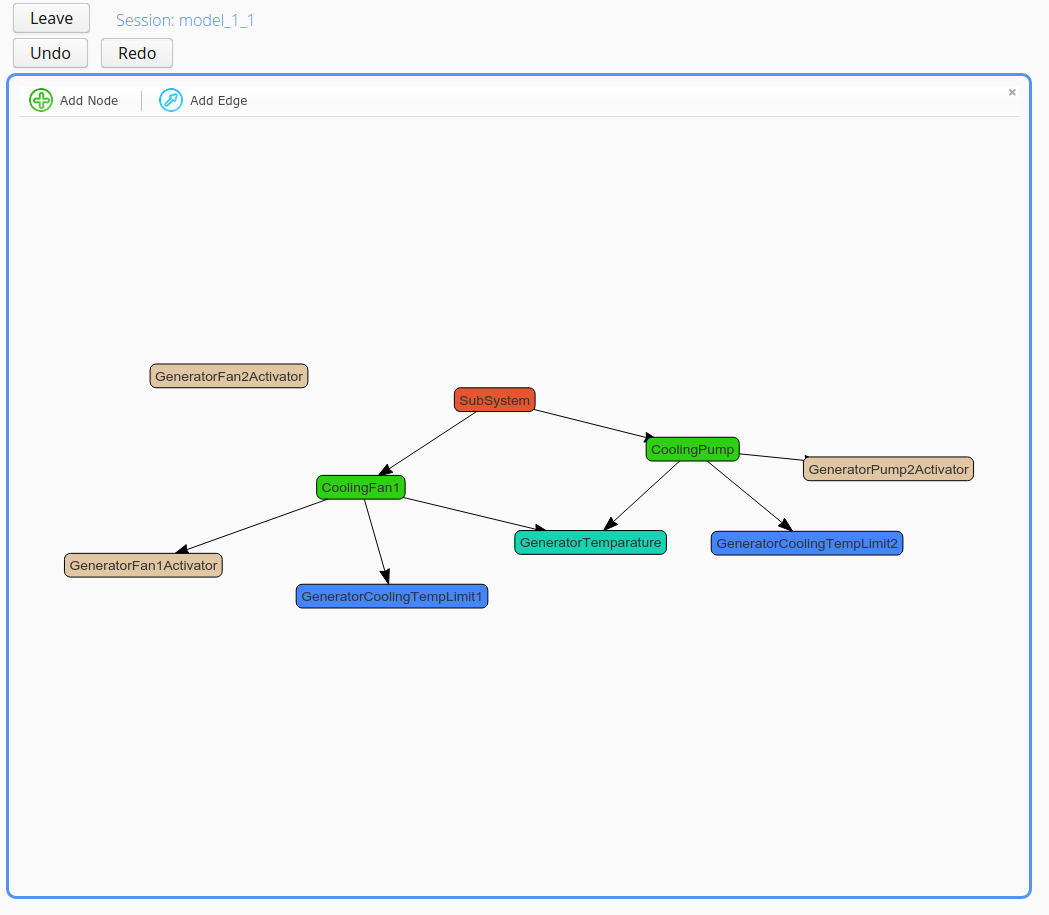 Leave
Session: model_1_1
Undo
Redo
Add Node
Add Edge
×
GeneratorFan2Activator
SubSystem
CoolingPump
GeneratorPump2Activator
CoolingFan1
GeneratorTemparature
GeneratorCoolingTempLimit2
GeneratorFan1Activator
GeneratorCoolingTempLimit1